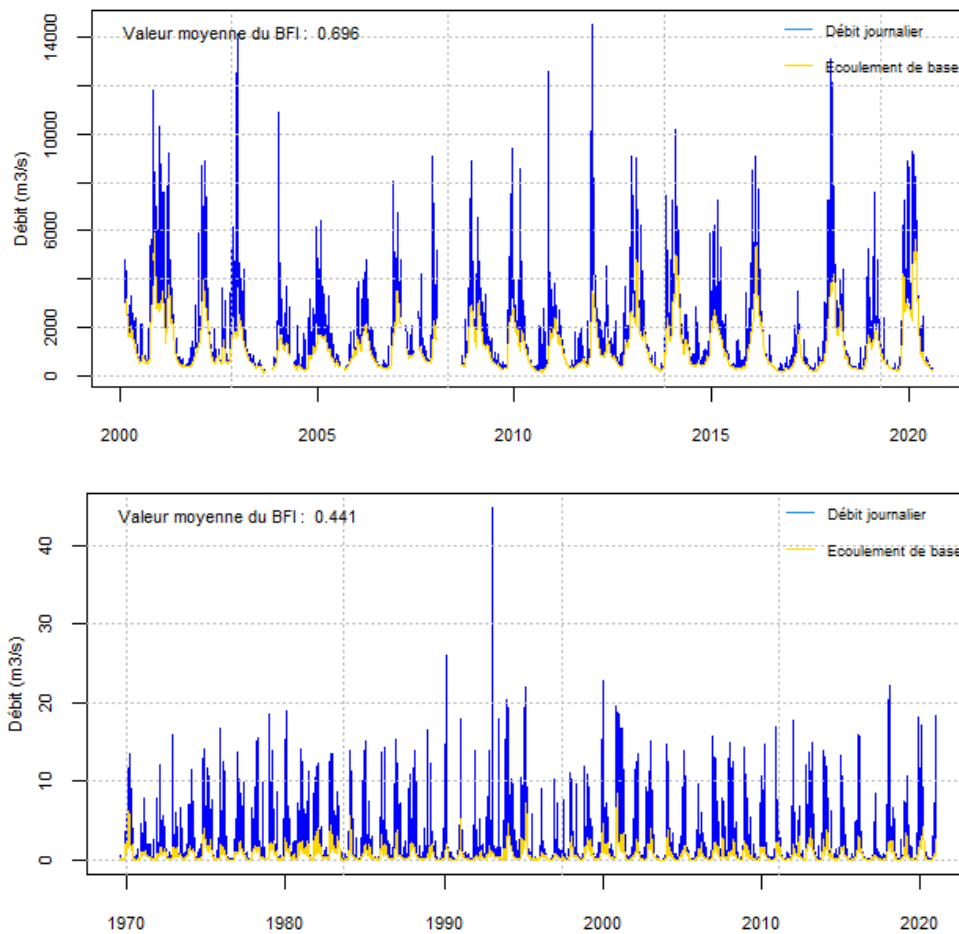 Valeur moyenne du BFI : 0.696
Débit journalier
Ecoulement de base
Débit (m3/s)
14000
10000
6000
2000
0
2000 2005 2010 2015 2020
Valeur moyenne du BFI : 0.441
Débit journalier
Ecoulement de base
Débit (m3/s)
40
30
20
10
0
1970 1980 1990 2000 2010 2020